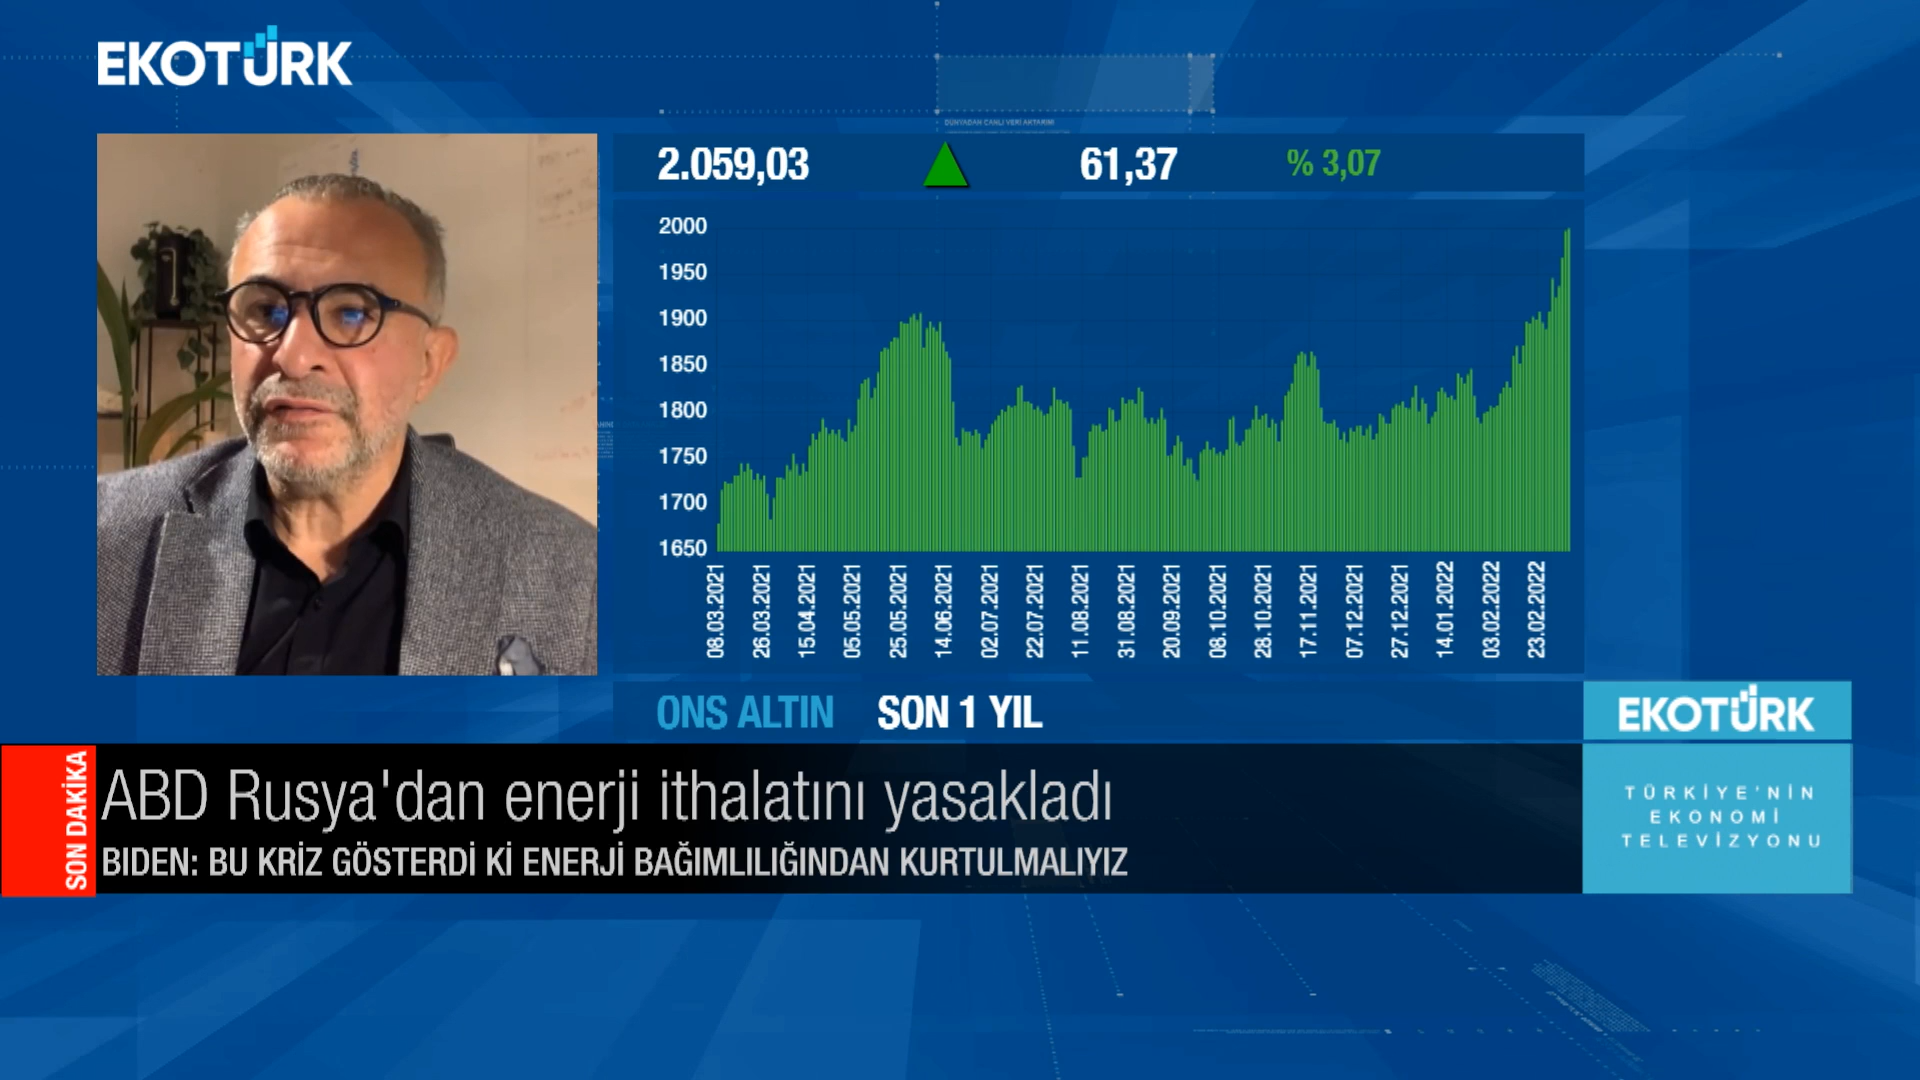 EKOTÜRK
DÜNYADAN CANLI VERİ AKTARIMI
2.059,03 61,37 % 3,07
2000
1950
1900
1850
1800
1750
1700
1650
08.03.2021
26.03.2021
15.04.2021
05.05.2021
25.05.2021
14.06.2021
02.07.2021
22.07.2021
11.08.2021
31.08.2021
20.09.2021
08.10.2021
28.10.2021
17.11.2021
07.12.2021
27.12.2021
14.01.2022
03.02.2022
23.02.2022
ONS ALTIN SON 1 YIL
EKOTÜRK
SON DAKİKA
ABD Rusya'dan enerji ithalatını yasakladı
BIDEN: BU KRİZ GÖSTERDİ Kİ ENERJİ BAĞIMLILIĞINDAN KURTULMALIYIZ
TÜRKİYE'NİN
EKONOMİ
TELEVİZYONU